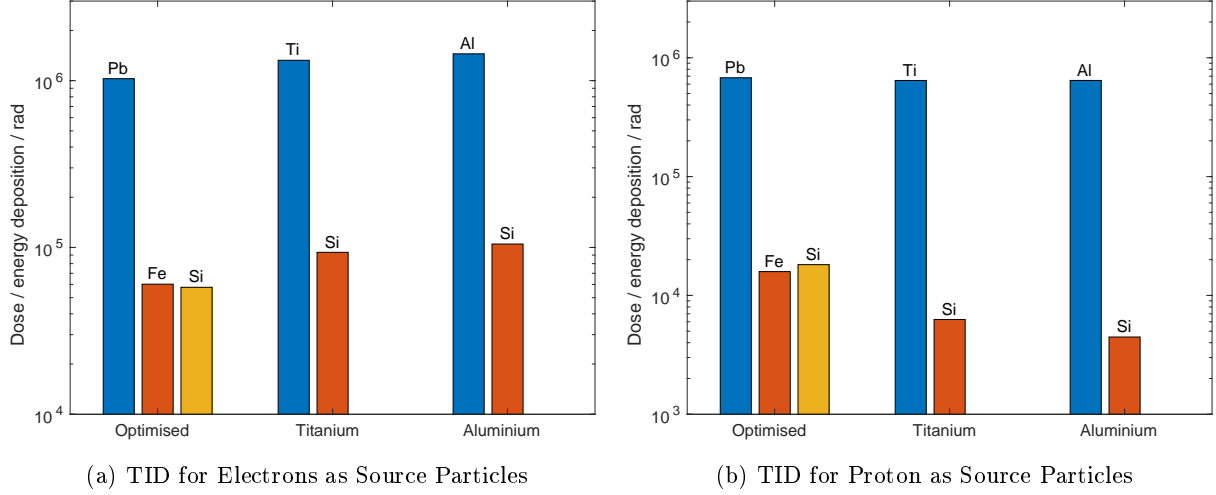 Dose / energy deposition / rad
10^6
10^5
10^4
Pb
Fe
Si
Ti
Si
Al
Si
Optimised Titanium Aluminium
(a) TID for Electrons as Source Particles
Dose / energy deposition / rad
10^6
10^5
10^4
10^3
Pb
Fe
Si
Ti
Si
Al
Si
Optimised Titanium Aluminium
(b) TID for Proton as Source Particles